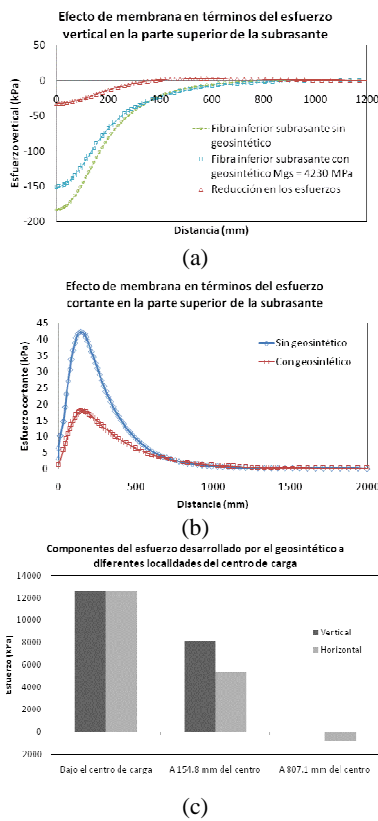 Efecto de membrana en términos del esfuerzo
vertical en la parte superior de la subrasante
50
0
-50
-100
-150
-200
0 200 400 600 800 1000 1200
Esfuerzo vertical (kPa)
Fibra inferior subrasante sin
geosintético
Fibra inferior subrasante con
geosintético Mgs = 4230 MPa
Reducción en los esfuerzos
Distancia (mm)
(a)
Efecto de membrana en términos del esfuerzo
cortante en la parte superior de la subrasante
45
40
35
30
25
20
15
10
5
0
Esfuerzo cortante (kPa)
Sin geosintético
Con geosintético
0 500 1000 1500 2000
Distancia (mm)
(b)
Componentes del esfuerzo desarrollado por el geosintético a
diferentes localidades del centro de carga
14000
12000
10000
8000
6000
4000
2000
0
2000
Esfuerzo (kPa)
Vertical
Horizontal
Bajo el centro de carga A 154.8 mm del centro A 807.1 mm del centro
(c)